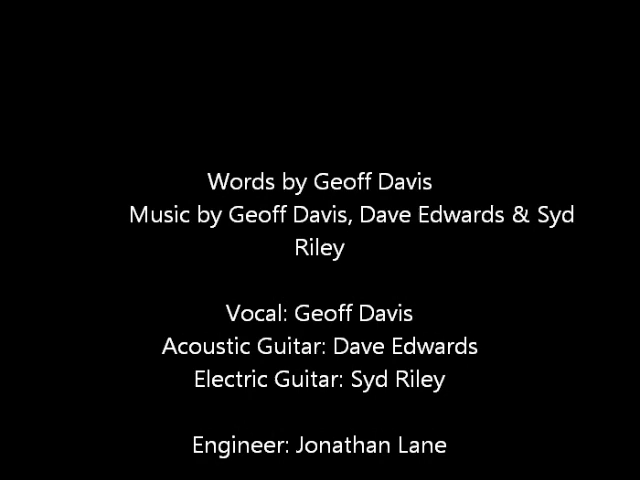 Words by Geoff Davis
Music by Geoff Davis, Dave Edwards & Syd
Riley
Vocal: Geoff Davis
Acoustic Guitar: Dave Edwards
Electric Guitar: Syd Riley
Engineer: Jonathan Lane